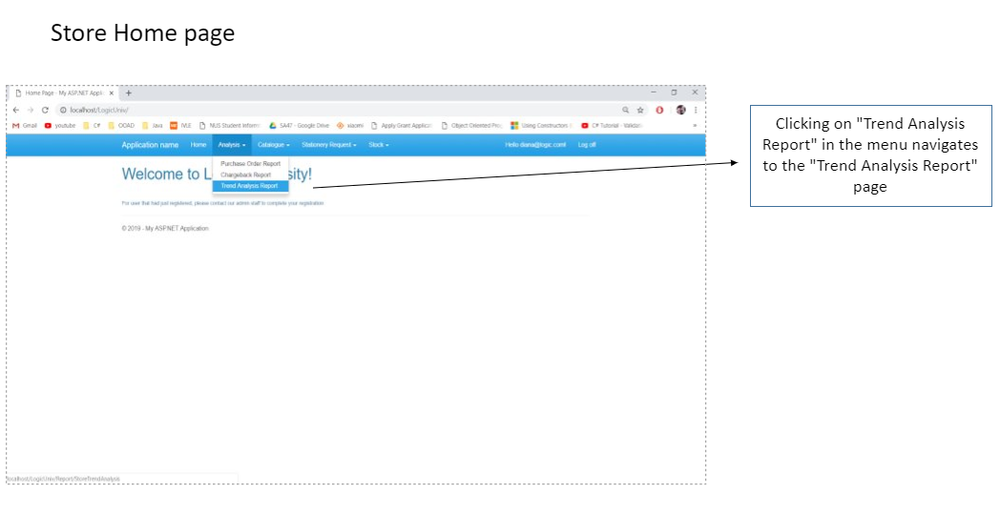 Store Home page
Home Page - My ASP.NET Appli
localhost/LogicUniv/
Gmail youtube C# OOAD Java IVLE NUS Student Inform SA47 - Google Drive xiaomi Apply Grant Applicat Object Oriented Prog Using Constructors C# Tutorial - Validati »
Application name Home Analysis Catalogue Stationery Request Stock Hello diana@logic.com! Log off
Purchase Order Report
Chargeback Report
Trend Analysis Report
Welcome to L sity!
For user that had just registered, please contact our admin staff to complete your registration
© 2019 - My ASP.NET Application
localhost/LogicUniv/Report/StoreTrendAnalysis
Clicking on "Trend Analysis
Report" in the menu navigates
to the "Trend Analysis Report"
page